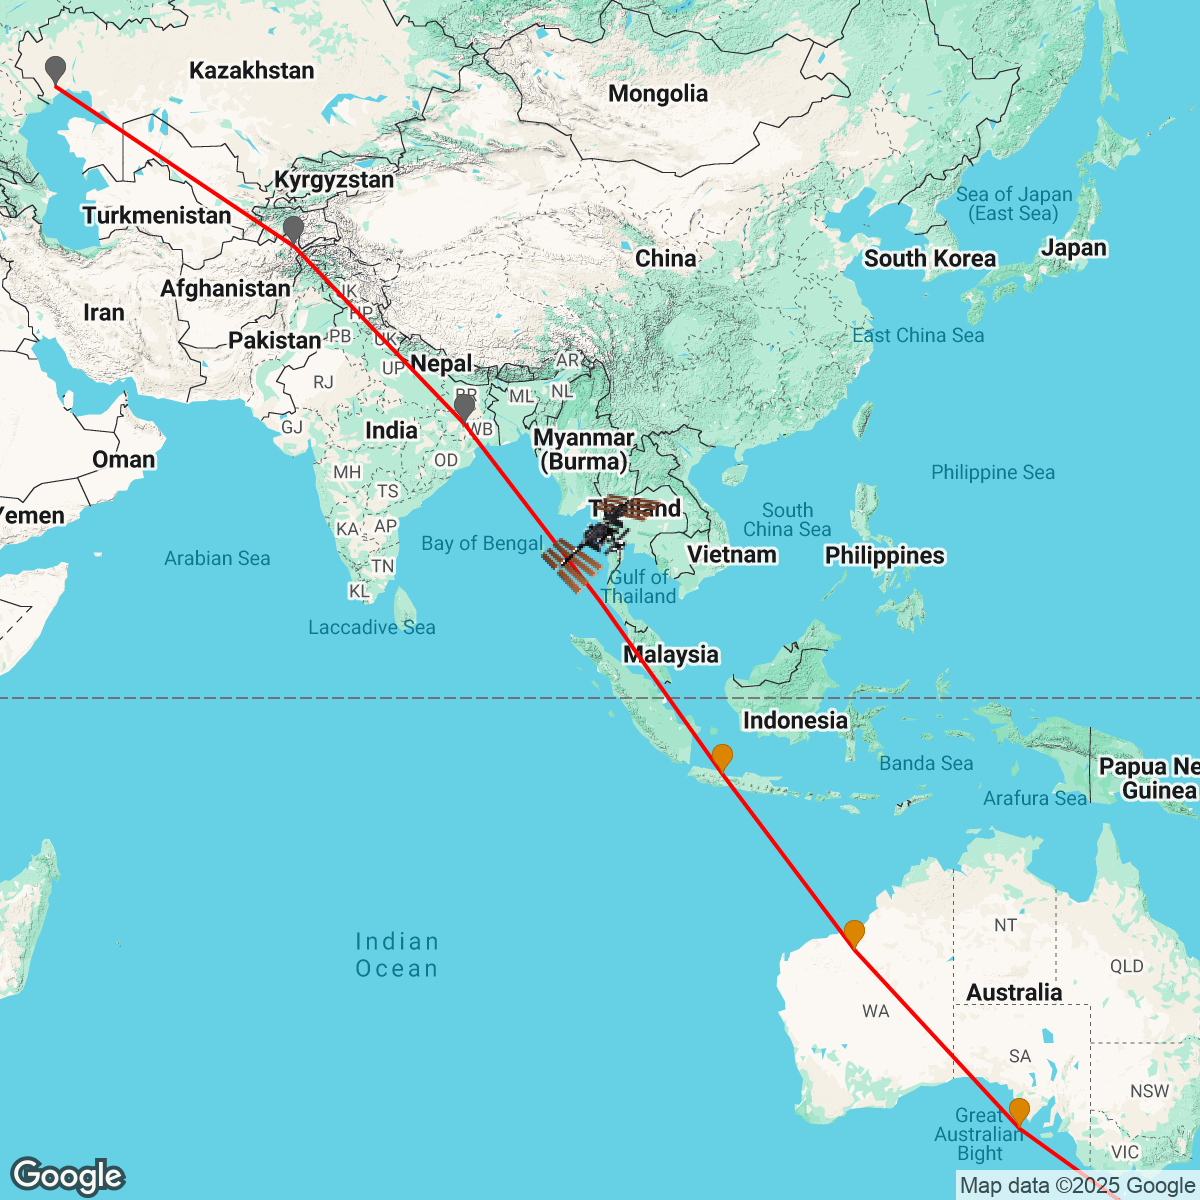 Kazakhstan
Mongolia
Kyrgyzstan
Sea of Japan
(East Sea)
Turkmenistan
Japan
South Korea
China
Afghanistan
JK
Iran
HP
PB
UK
Pakistan
East China Sea
Nepal
UP
AR
RJ
NL
ML
BR
GJ
India
WB
Myanmar
(Burma)
Oman
OD
MH
Philippine Sea
TS
Thailand
South
China Sea
Yemen
KA
AP
Bay of Bengal
Arabian Sea
Vietnam
Philippines
TN
Gulf of
Thailand
KL
Laccadive Sea
Malaysia
Indonesia
Banda Sea
Papua Ne
Guinea
Arafura Sea
NT
Indian
Ocean
QLD
Australia
WA
SA
NSW
Great
Australian
Bight
VIC
Google
Map data ©2025 Google